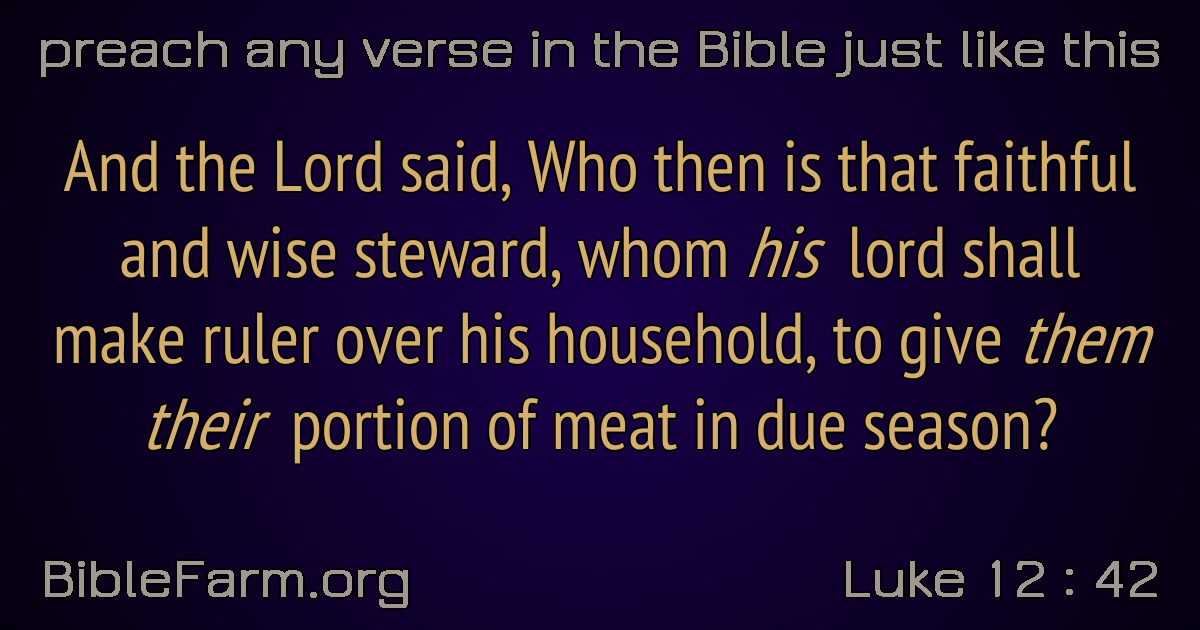 preach any verse in the Bible just like this
And the Lord said, Who then is that faithful
and wise steward, whom his lord shall
make ruler over his household, to give them
their portion of meat in due season?
BibleFarm.org
Luke 12 : 42